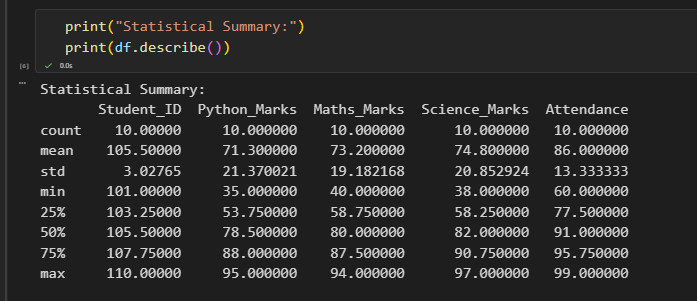 print("Statistical Summary:")
print(df.describe())
[6] ✓ 0.0s
... Statistical Summary:
Student_ID Python_Marks Maths_Marks Science_Marks Attendance
count 10.00000 10.000000 10.000000 10.000000 10.000000
mean 105.50000 71.300000 73.200000 74.800000 86.000000
std 3.02765 21.370021 19.182168 20.852924 13.333333
min 101.00000 35.000000 40.000000 38.000000 60.000000
25% 103.25000 53.750000 58.750000 58.250000 77.500000
50% 105.50000 78.500000 80.000000 82.000000 91.000000
75% 107.75000 88.000000 87.500000 90.750000 95.750000
max 110.00000 95.000000 94.000000 97.000000 99.000000